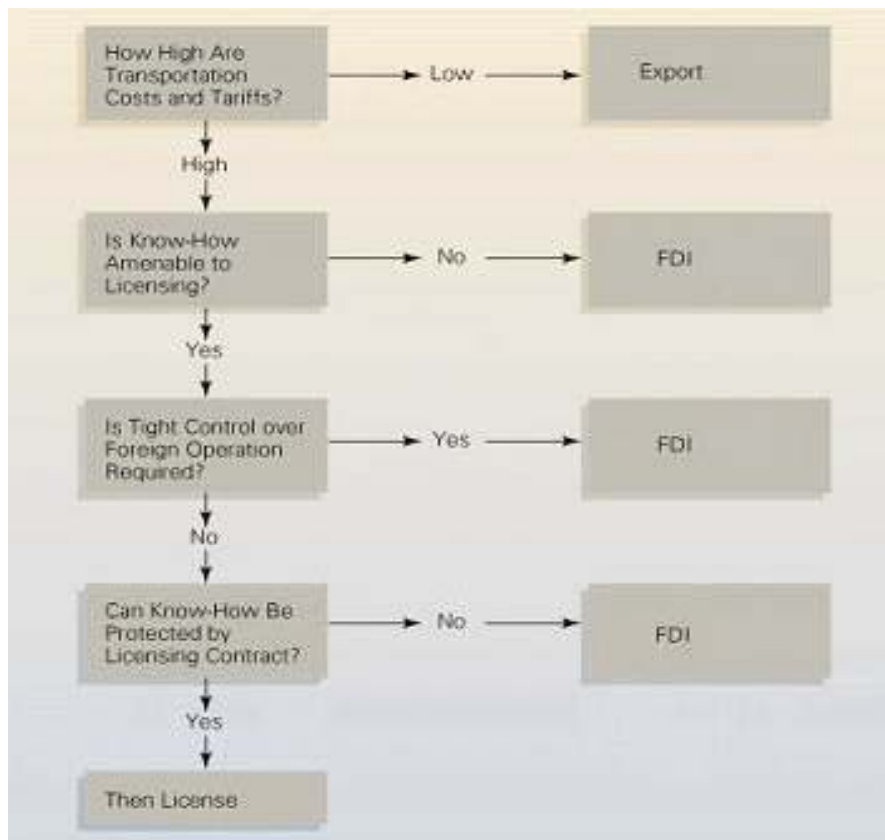 How High Are
Transportation
Costs and Tariffs?
Low
Export
High
Is Know-How
Amenable to
Licensing?
No
FDI
Yes
Is Tight Control over
Foreign Operation
Required?
Yes
FDI
No
Can Know-How Be
Protected by
Licensing Contract?
No
FDI
Yes
Then License